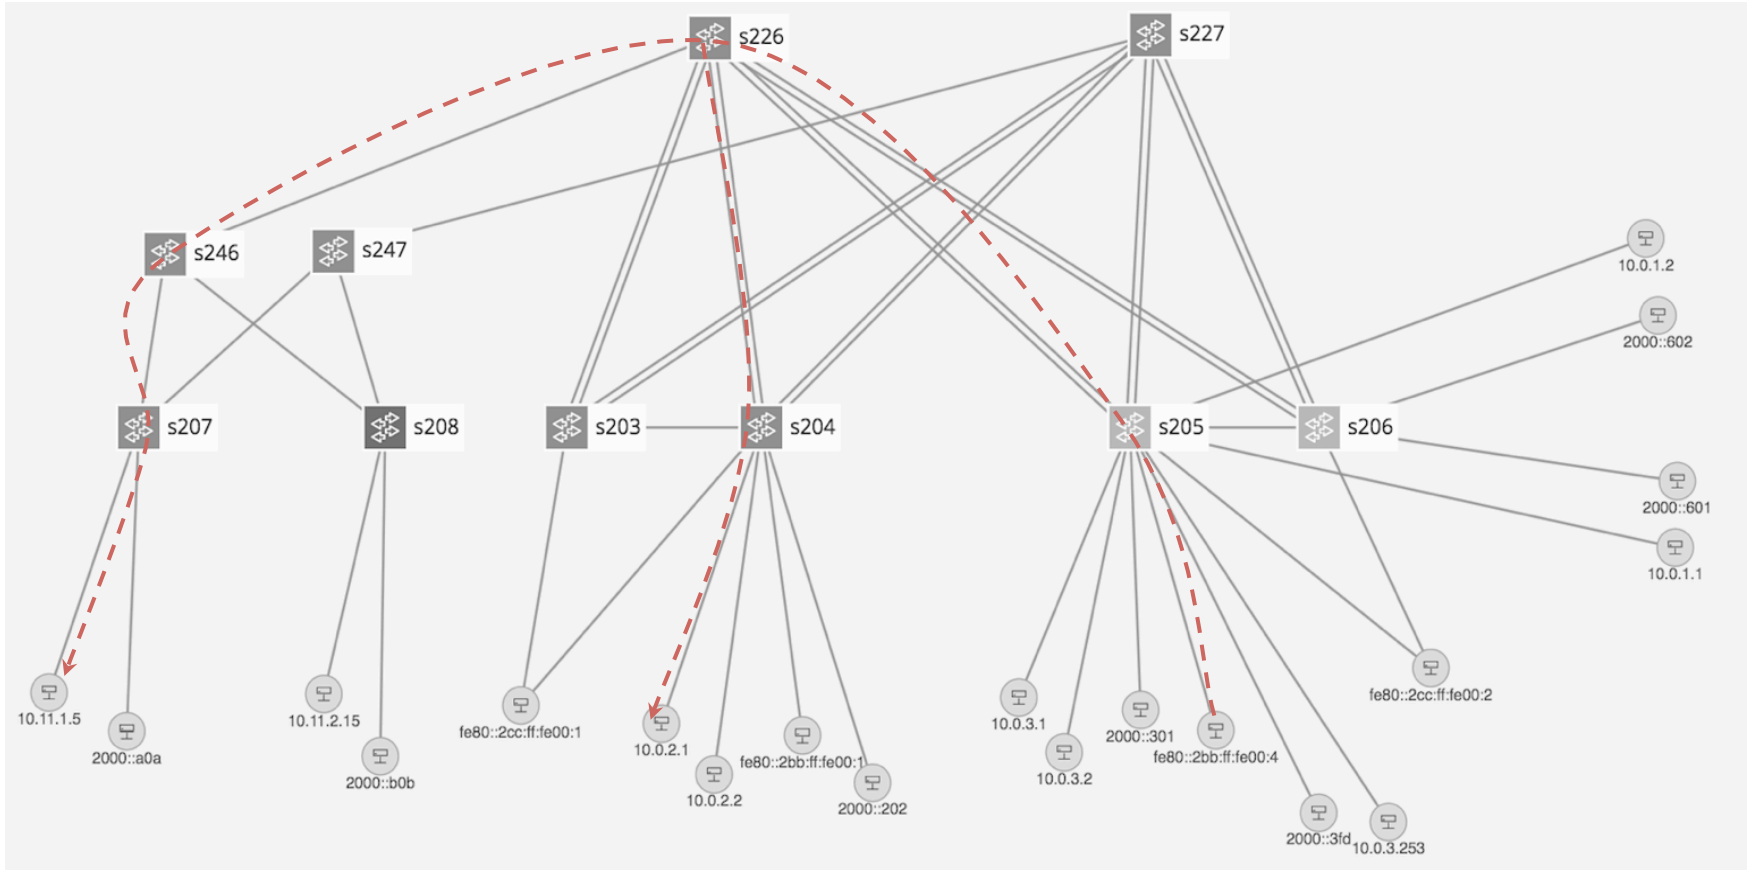 s226
s227
s246
s247
10.0.1.2
2000::602
s207
s208
s203
s204
s205
s206
2000::601
10.0.1.1
10.11.1.5
2000::a0a
10.11.2.15
2000::b0b
fe80::2cc:ff:fe00:1
10.0.2.1
10.0.2.2
fe80::2bb:ff:fe00:1
2000::202
10.0.3.1
10.0.3.2
2000::301
fe80::2bb:ff:fe00:4
fe80::2cc:ff:fe00:2
2000::3fd
10.0.3.253